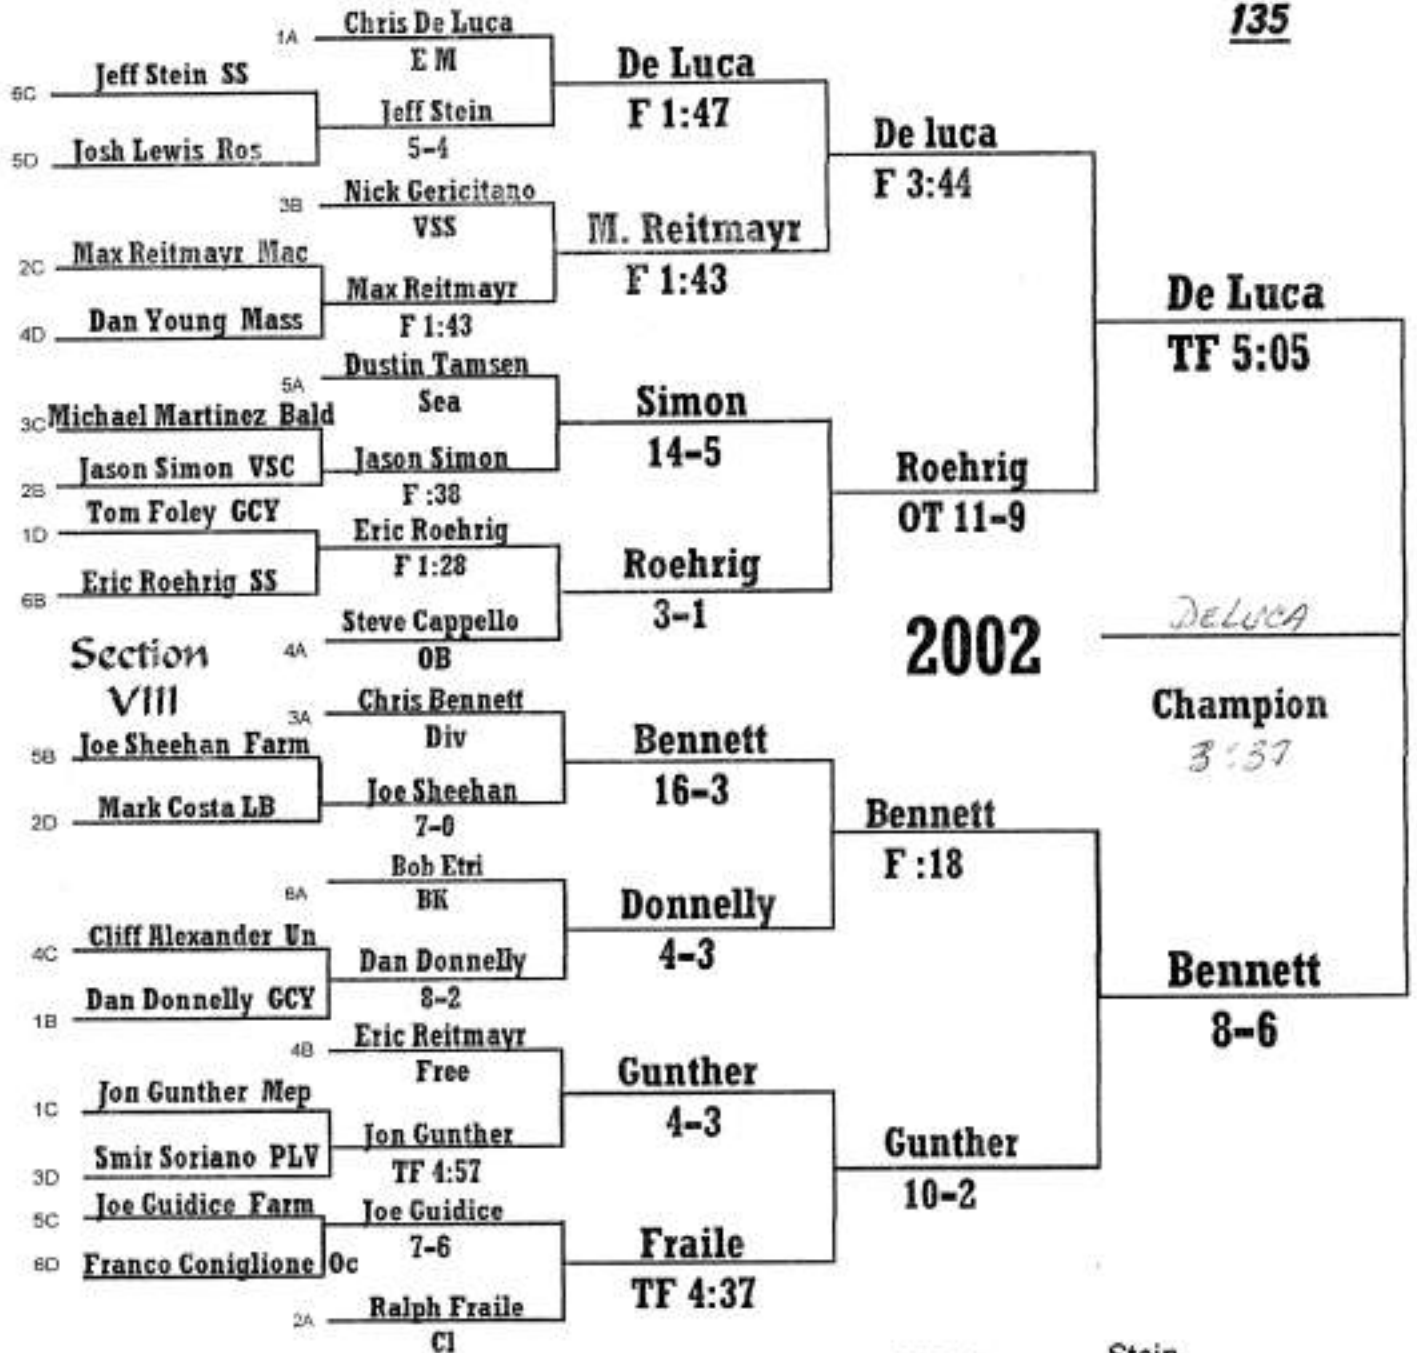 135
1A Chris De Luca
E M
6C Jeff Stein SS
Jeff Stein
5-4
5D Josh Lewis Ros
De Luca
F 1:47
3B Nick Gericitano
VSS
2C Max Reitmayr Mac
Max Reitmayr
F 1:43
4D Dan Young Mass
M. Reitmayr
F 1:43
De luca
F 3:44
5A Dustin Tamsen
Sea
3C Michael Martinez Bald
2B Jason Simon VSC
Jason Simon
F :38
Simon
14-5
1D Tom Foley GCY
Eric Roehrig
F 1:28
6B Eric Roehrig SS
4A Steve Cappello
OB
Roehrig
3-1
Roehrig
OT 11-9
De Luca
TF 5:05
Section
VIII
2002
DELUCA
Champion
3:37
3A Chris Bennett
Div
5B Joe Sheehan Farm
Joe Sheehan
7-0
2D Mark Costa LB
Bennett
16-3
6A Bob Etri
BK
4C Cliff Alexander Un
Dan Donnelly
8-2
1B Dan Donnelly GCY
Donnelly
4-3
Bennett
F :18
4B Eric Reitmayr
Free
1C Jon Gunther Mep
Jon Gunther
TF 4:57
3D Smir Soriano PLV
Gunther
4-3
5C Joe Guidice Farm
Joe Guidice
7-6
6D Franco Coniglione Oc
2A Ralph Fraile
CI
Fraile
TF 4:37
Gunther
10-2
Bennett
8-6
Stein